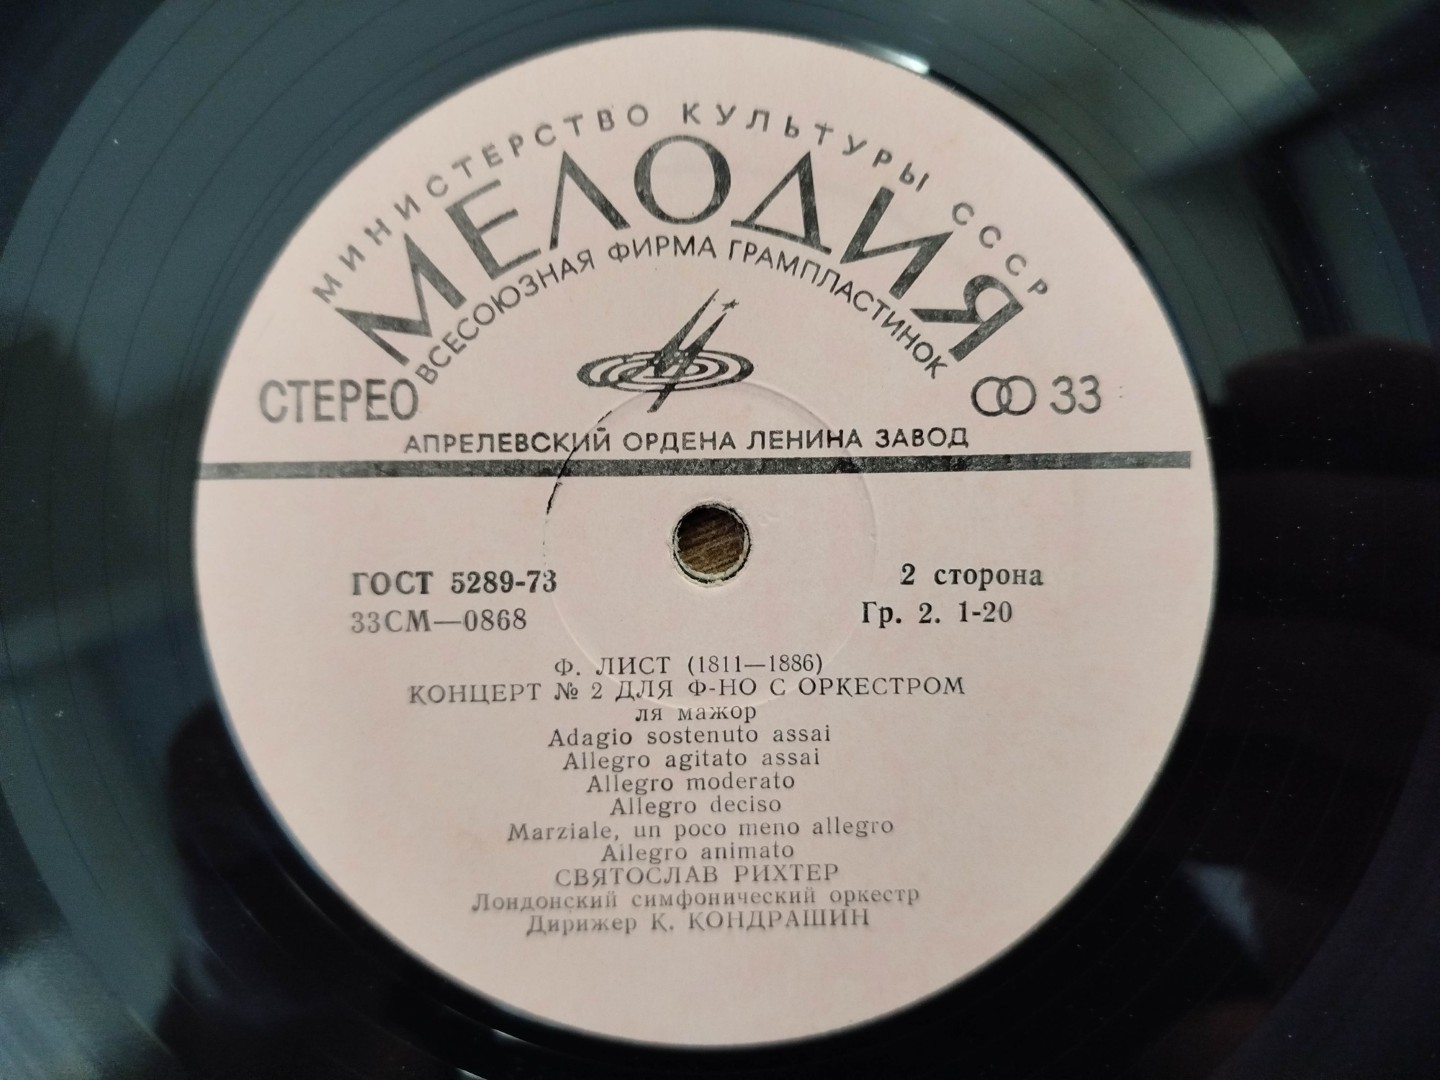 МИНИСТЕРСТВО КУЛЬТУРЫ СССР
МЕЛОДИЯ
ВСЕСОЮЗНАЯ ФИРМА ГРАМПЛАСТИНОК
СТЕРЕО
33
АПРЕЛЕВСКИЙ ОРДЕНА ЛЕНИНА ЗАВОД
ГОСТ 5289-73
2 сторона
33СМ—0868
Гр. 2. 1-20
Ф. ЛИСТ (1811—1886)
КОНЦЕРТ № 2 ДЛЯ Ф-НО С ОРКЕСТРОМ
ля мажор
Adagio sostenuto assai
Allegro agitato assai
Allegro moderato
Allegro deciso
Marziale, un poco meno allegro
Allegro animato
СВЯТОСЛАВ РИХТЕР
Лондонский симфонический оркестр
Дирижер К. КОНДРАШИН